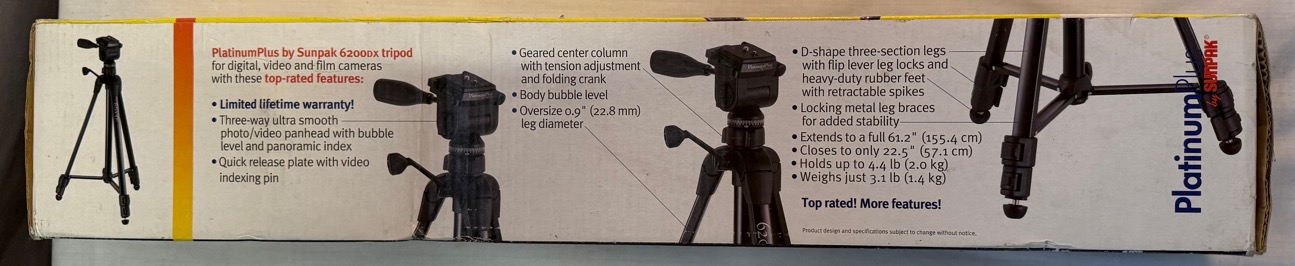 PlatinumPlus by Sunpak 6200DX tripod
for digital, video and film cameras
with these top-rated features:
• Limited lifetime warranty!
• Three-way ultra smooth
photo/video panhead with bubble
level and panoramic index
• Quick release plate with video
indexing pin
• Geared center column
with tension adjustment
and folding crank
• Body bubble level
• Oversize 0.9" (22.8 mm)
leg diameter
PlatinumPlus
620
• D-shape three-section legs
with flip lever leg locks and
heavy-duty rubber feet
with retractable spikes
• Locking metal leg braces
for added stability
• Extends to a full 61.2" (155.4 cm)
• Closes to only 22.5" (57.1 cm)
• Holds up to 4.4 lb (2.0 kg)
• Weighs just 3.1 lb (1.4 kg)
Top rated! More features!
Product design and specifications subject to change without notice.
PlatinumPlus
by SUNPAK®